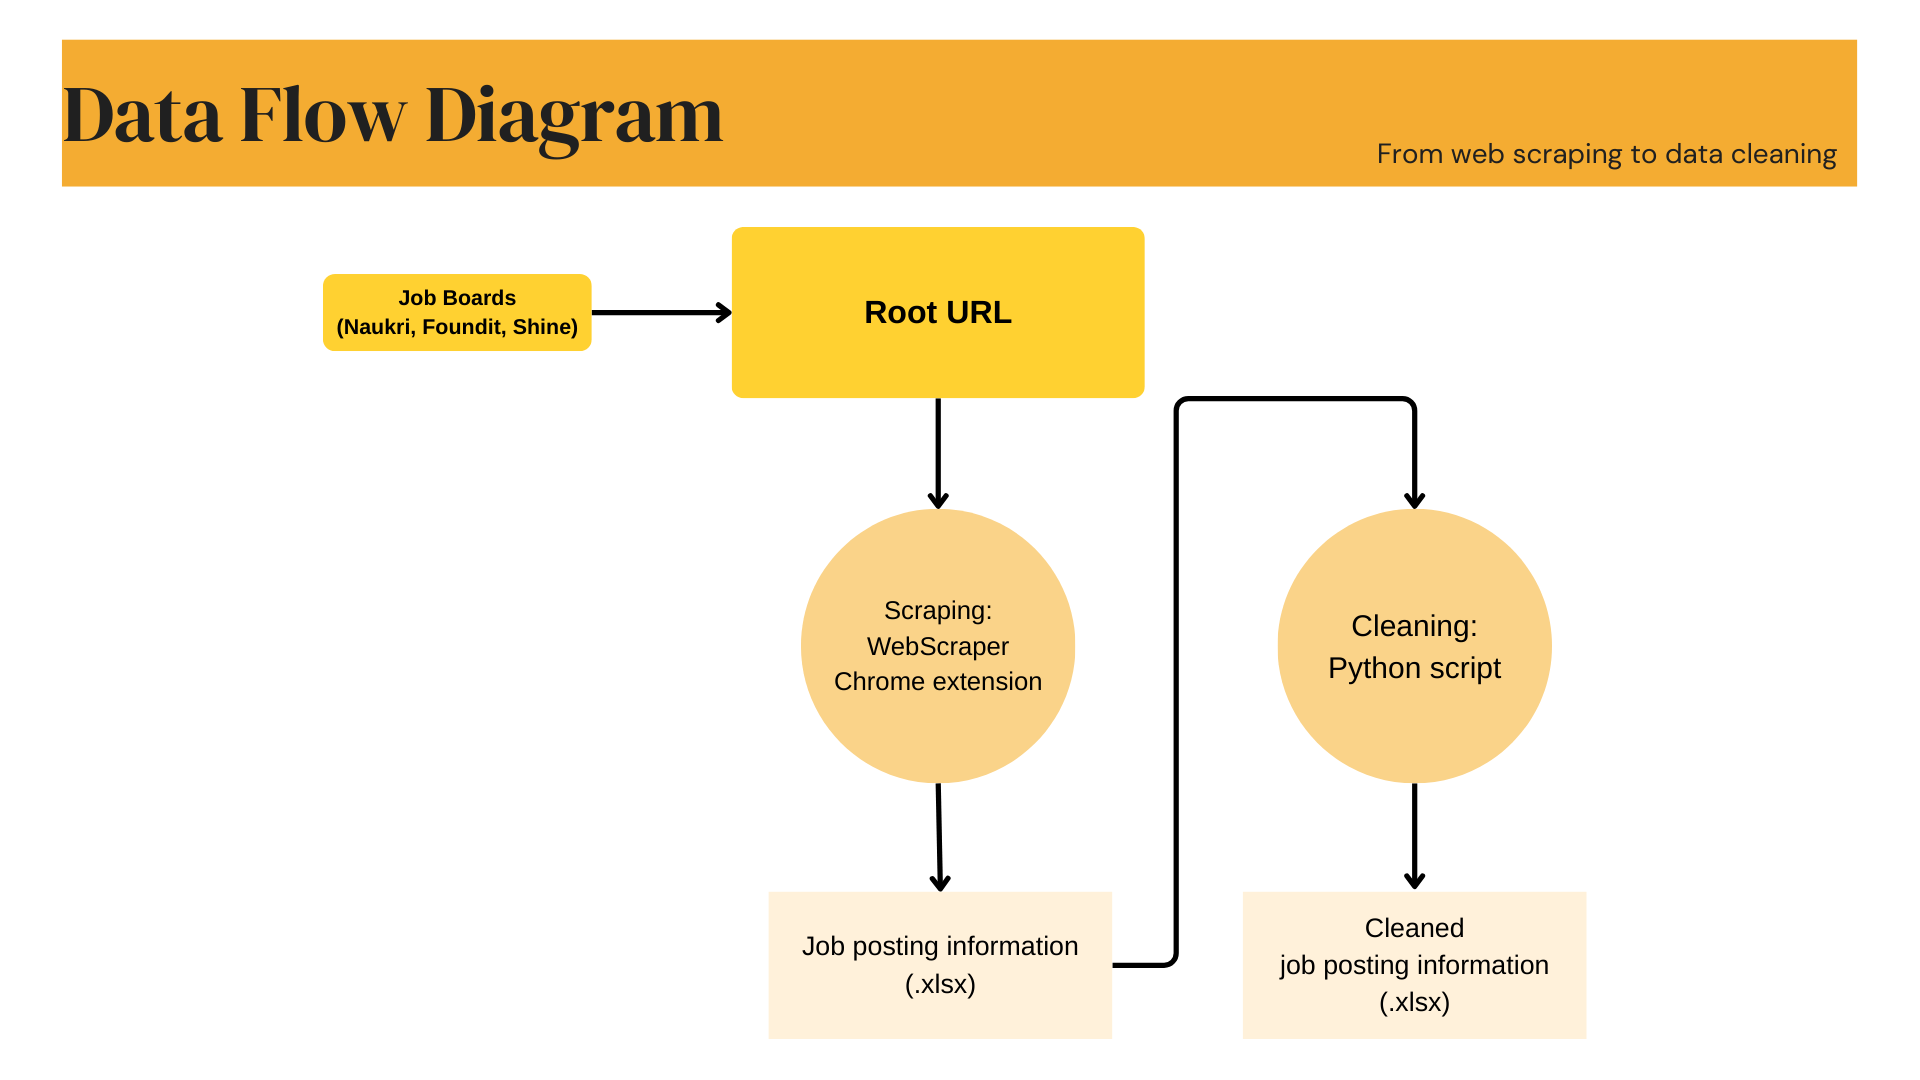 Data Flow Diagram
From web scraping to data cleaning
Job Boards
(Naukri, Foundit, Shine)
Root URL
Scraping:
WebScraper
Chrome extension
Cleaning:
Python script
Job posting information
(.xlsx)
Cleaned
job posting information
(.xlsx)